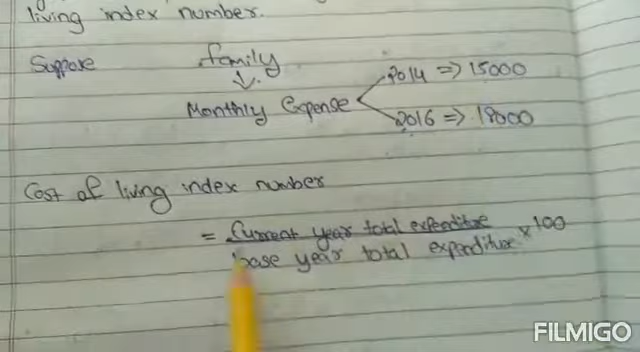 living index number.
Suppose family
↓
Monthly Expense
2014 => 15000
2016 => 18000
Cost of living index number
= Current year total expenditure
base year total expenditure × 100
FILMIGO